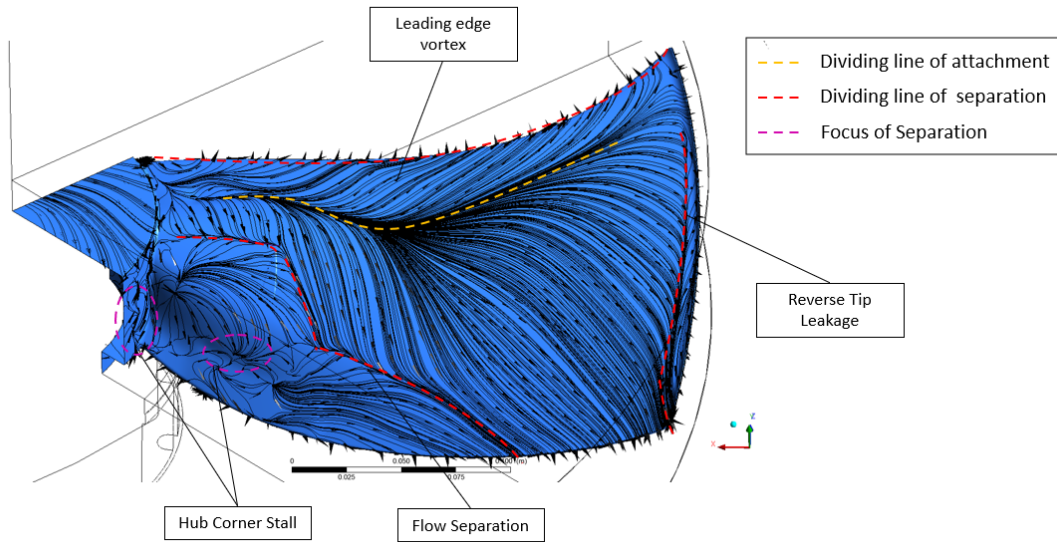 Leading edge
vortex
Dividing line of attachment
Dividing line of separation
Focus of Separation
Reverse Tip
Leakage
Z
X
0.050
0.100 (m)
0.025
0.075
Hub Corner Stall
Flow Separation